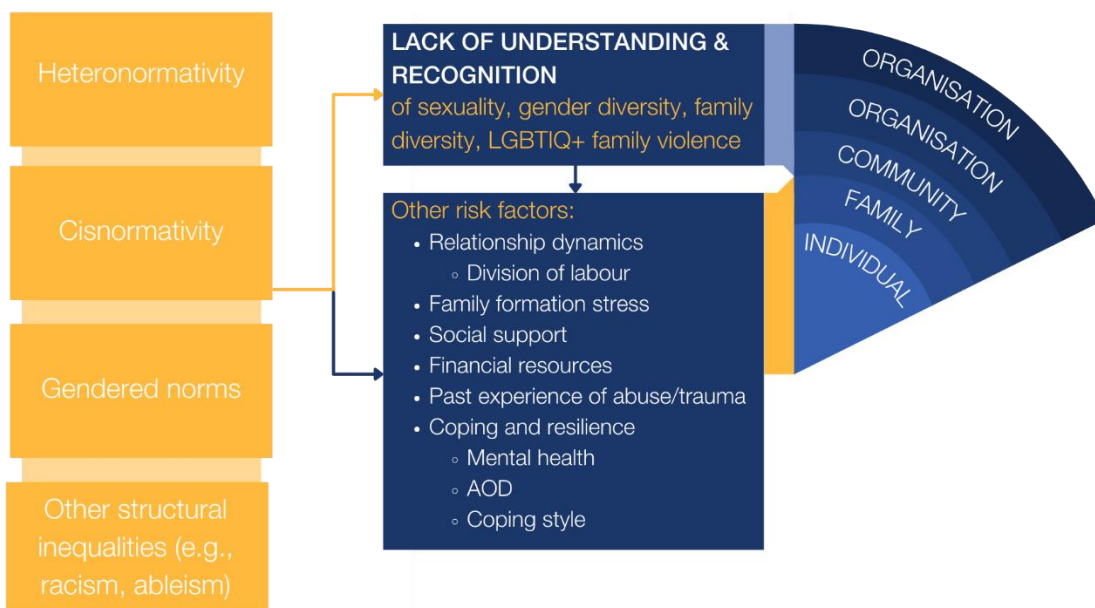 Heteronormativity
Cisnormativity
Gendered norms
Other structural
inequalities (e.g.,
racism, ableism)
LACK OF UNDERSTANDING &
RECOGNITION
of sexuality, gender diversity, family
diversity, LGBTIQ+ family violence
Other risk factors:
• Relationship dynamics
◦ Division of labour
• Family formation stress
• Social support
• Financial resources
• Past experience of abuse/trauma
• Coping and resilience
◦ Mental health
◦ AOD
◦ Coping style
ORGANISATION
ORGANISATION
COMMUNITY
FAMILY
INDIVIDUAL